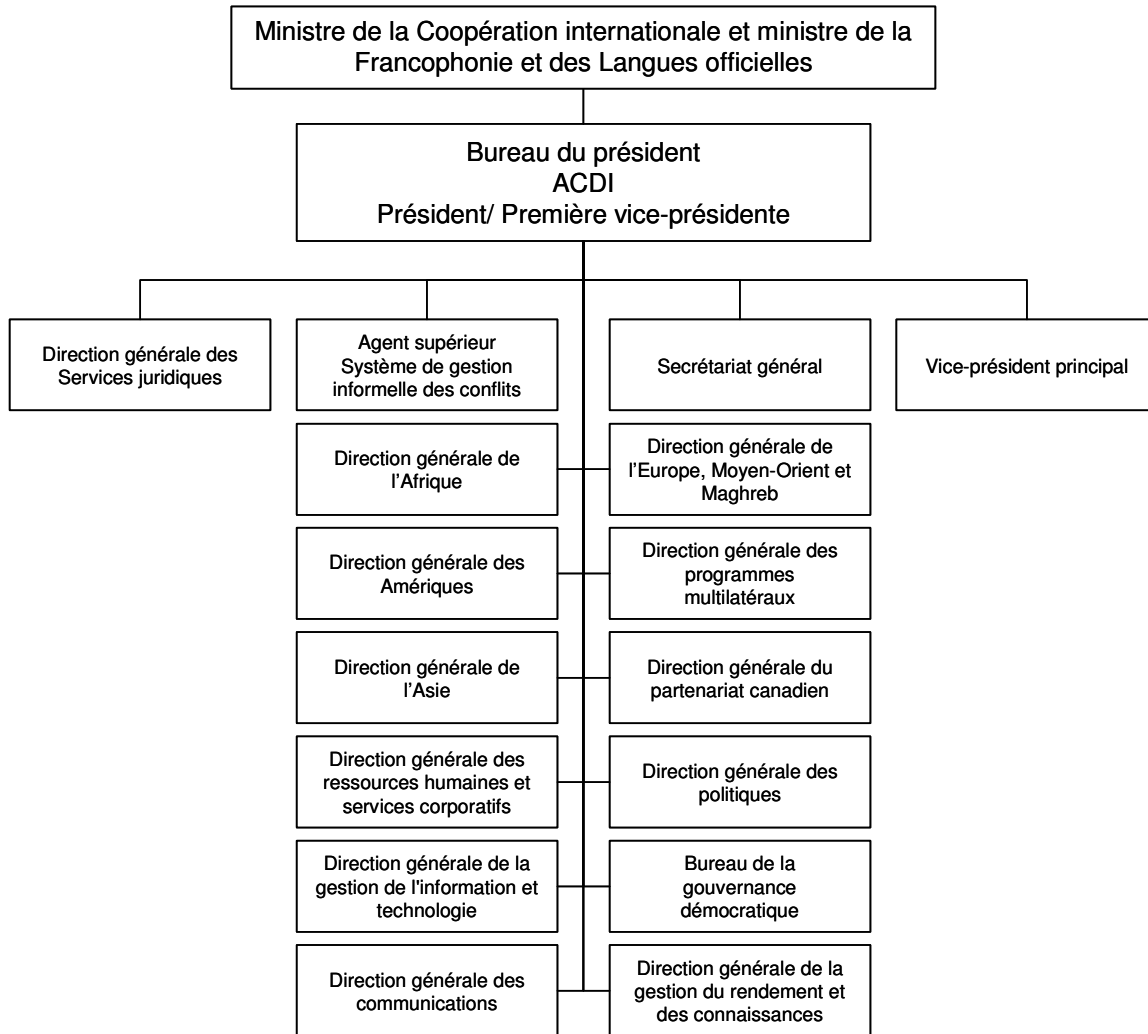 Ministre de la Coopération internationale et ministre de la
Francophonie et des Langues officielles
Bureau du président
ACDI
Président/ Première vice-présidente
Direction générale des
Services juridiques
Agent supérieur
Système de gestion
informelle des conflits
Secrétariat général
Vice-président principal
Direction générale de
l'Afrique
Direction générale de
l'Europe, Moyen-Orient et
Maghreb
Direction générale des
Amériques
Direction générale des
programmes
multilatéraux
Direction générale de
l'Asie
Direction générale du
partenariat canadien
Direction générale des
ressources humaines et
services corporatifs
Direction générale des
politiques
Direction générale de la
gestion de l'information et
technologie
Bureau de la
gouvernance
démocratique
Direction générale des
communications
Direction générale de la
gestion du rendement et
des connaissances